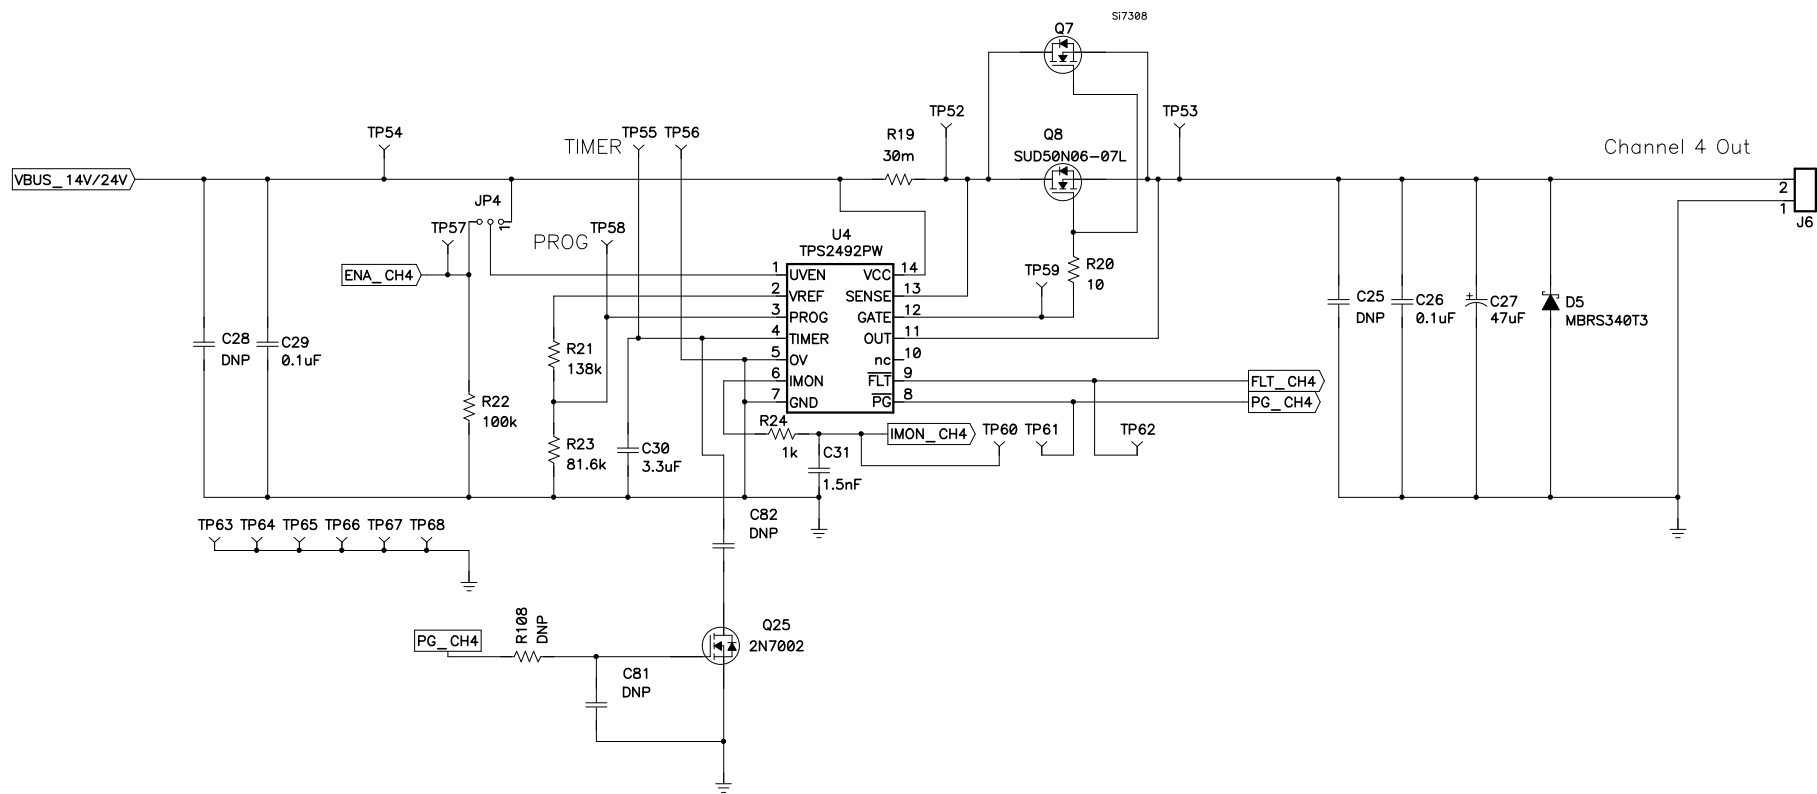 Si7308
Q7
TP52
TP53
TP54
TIMER
TP55
TP56
R19
30m
Q8
SUD50N06-07L
Channel 4 Out
VBUS_14V/24V
JP4
1
2
1
J6
TP57
PROG
TP58
U4
TPS2492PW
ENA_CH4
1 UVEN VCC 14
2 VREF SENSE 13
3 PROG GATE 12
4 TIMER OUT 11
5 OV nc 10
6 IMON FLT 9
7 GND PG 8
TP59
R20
10
C25
DNP
C26
0.1uF
+
C27
47uF
D5
MBRS340T3
C28
DNP
C29
0.1uF
R21
138k
R22
100k
FLT_CH4
PG_CH4
R23
81.6k
C30
3.3uF
R24
1k
C31
1.5nF
IMON_CH4
TP60
TP61
TP62
TP63 TP64 TP65 TP66 TP67 TP68
C82
DNP
PG_CH4
R108
DNP
Q25
2N7002
C81
DNP